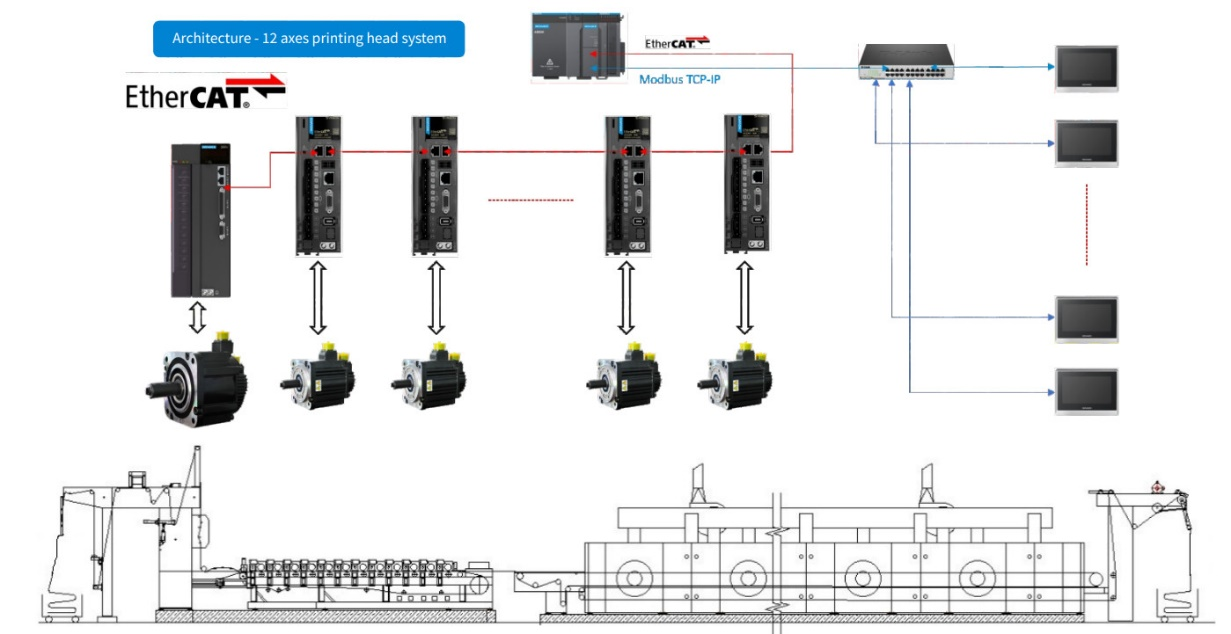 Architecture - 12 axes printing head system
EtherCAT.
Modbus TCP-IP
EtherCAT.